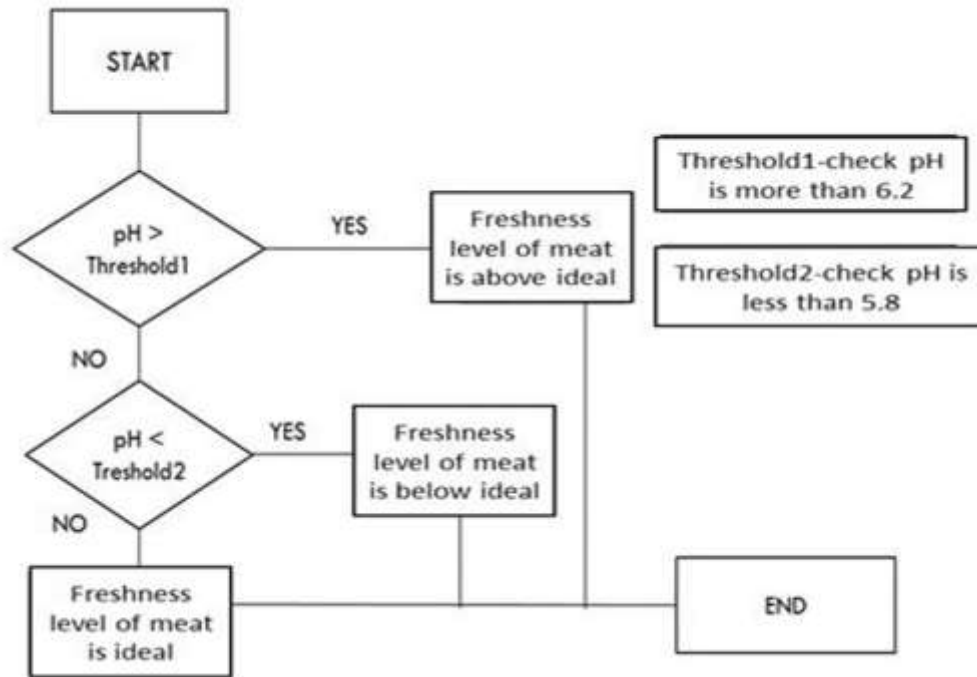 START
pH >
Threshold1
YES
Freshness
level of meat
is above ideal
Threshold1-check pH
is more than 6.2
Threshold2-check pH is
less than 5.8
NO
pH <
Treshold2
YES
Freshness
level of meat
is below ideal
NO
Freshness
level of meat
is ideal
END